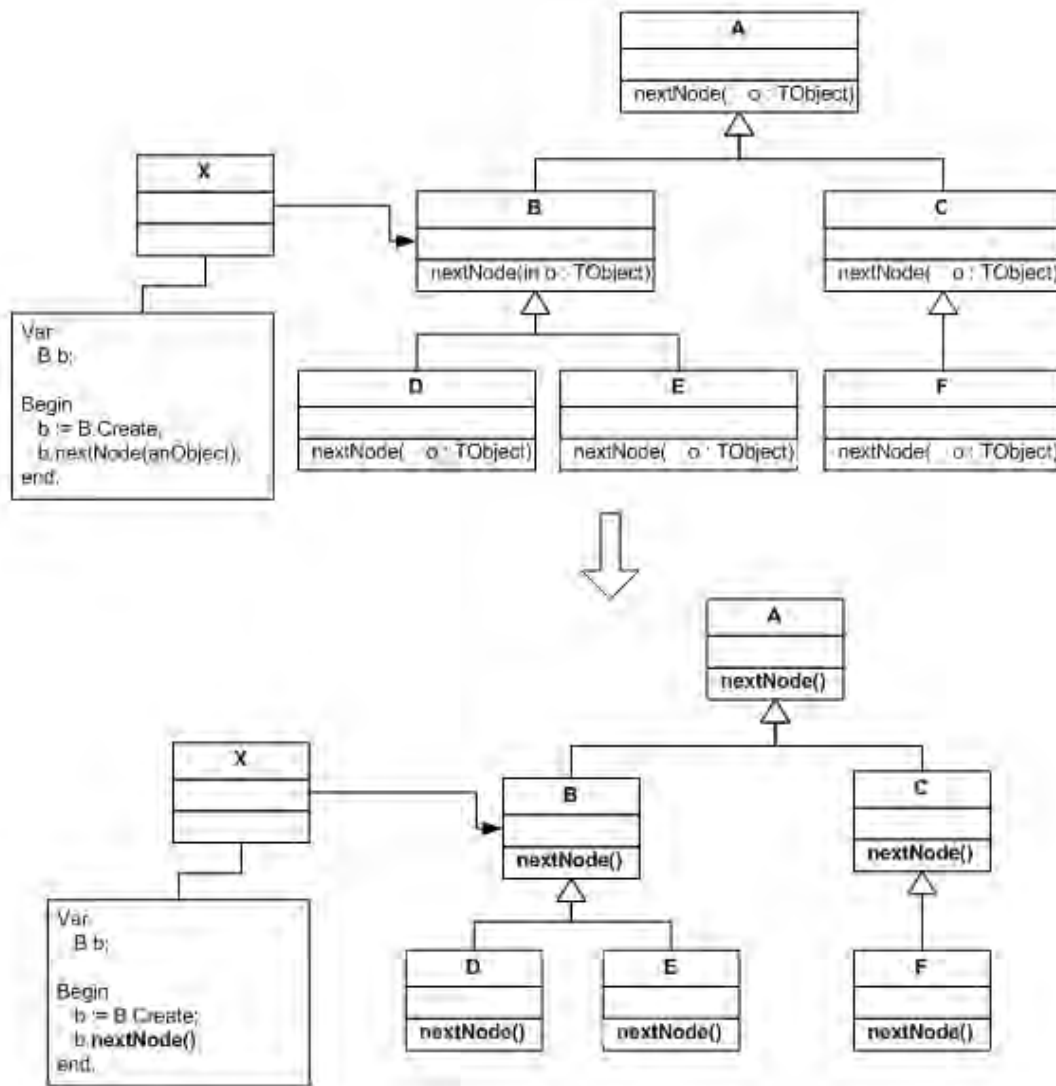 A
nextNode( o : TObject)
X
B
C
nextNode(in o : TObject)
nextNode( o : TObject)
Var
B b;
Begin
b := B.Create;
b.nextNode(anObject);
end.
D
E
F
nextNode( o : TObject)
nextNode( o : TObject)
nextNode( o : TObject)
A
nextNode()
X
B
C
nextNode()
nextNode()
Var
B b;
Begin
b := B.Create;
b.nextNode()
end.
D
E
F
nextNode()
nextNode()
nextNode()